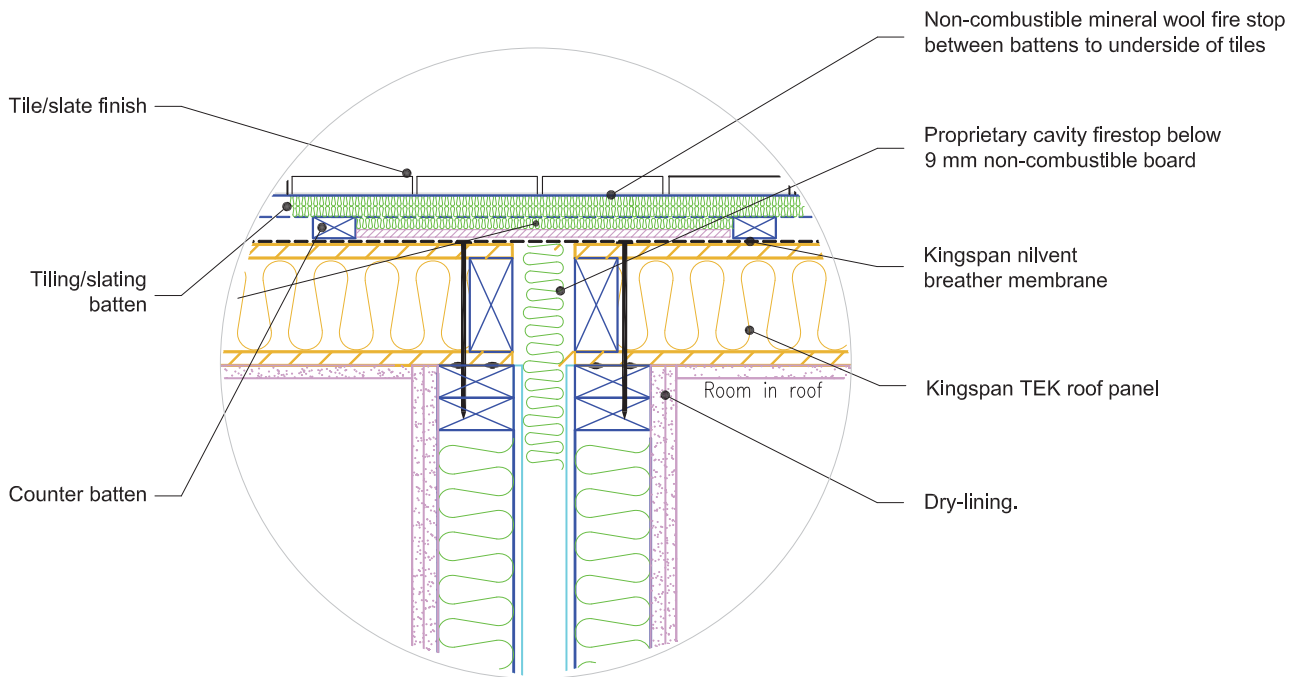 Non-combustible mineral wool fire stop
between battens to underside of tiles
Tile/slate finish
Proprietary cavity firestop below
9 mm non-combustible board
Kingspan nilvent
breather membrane
Tiling/slating
batten
Room in roof
Kingspan TEK roof panel
Counter batten
Dry-lining.